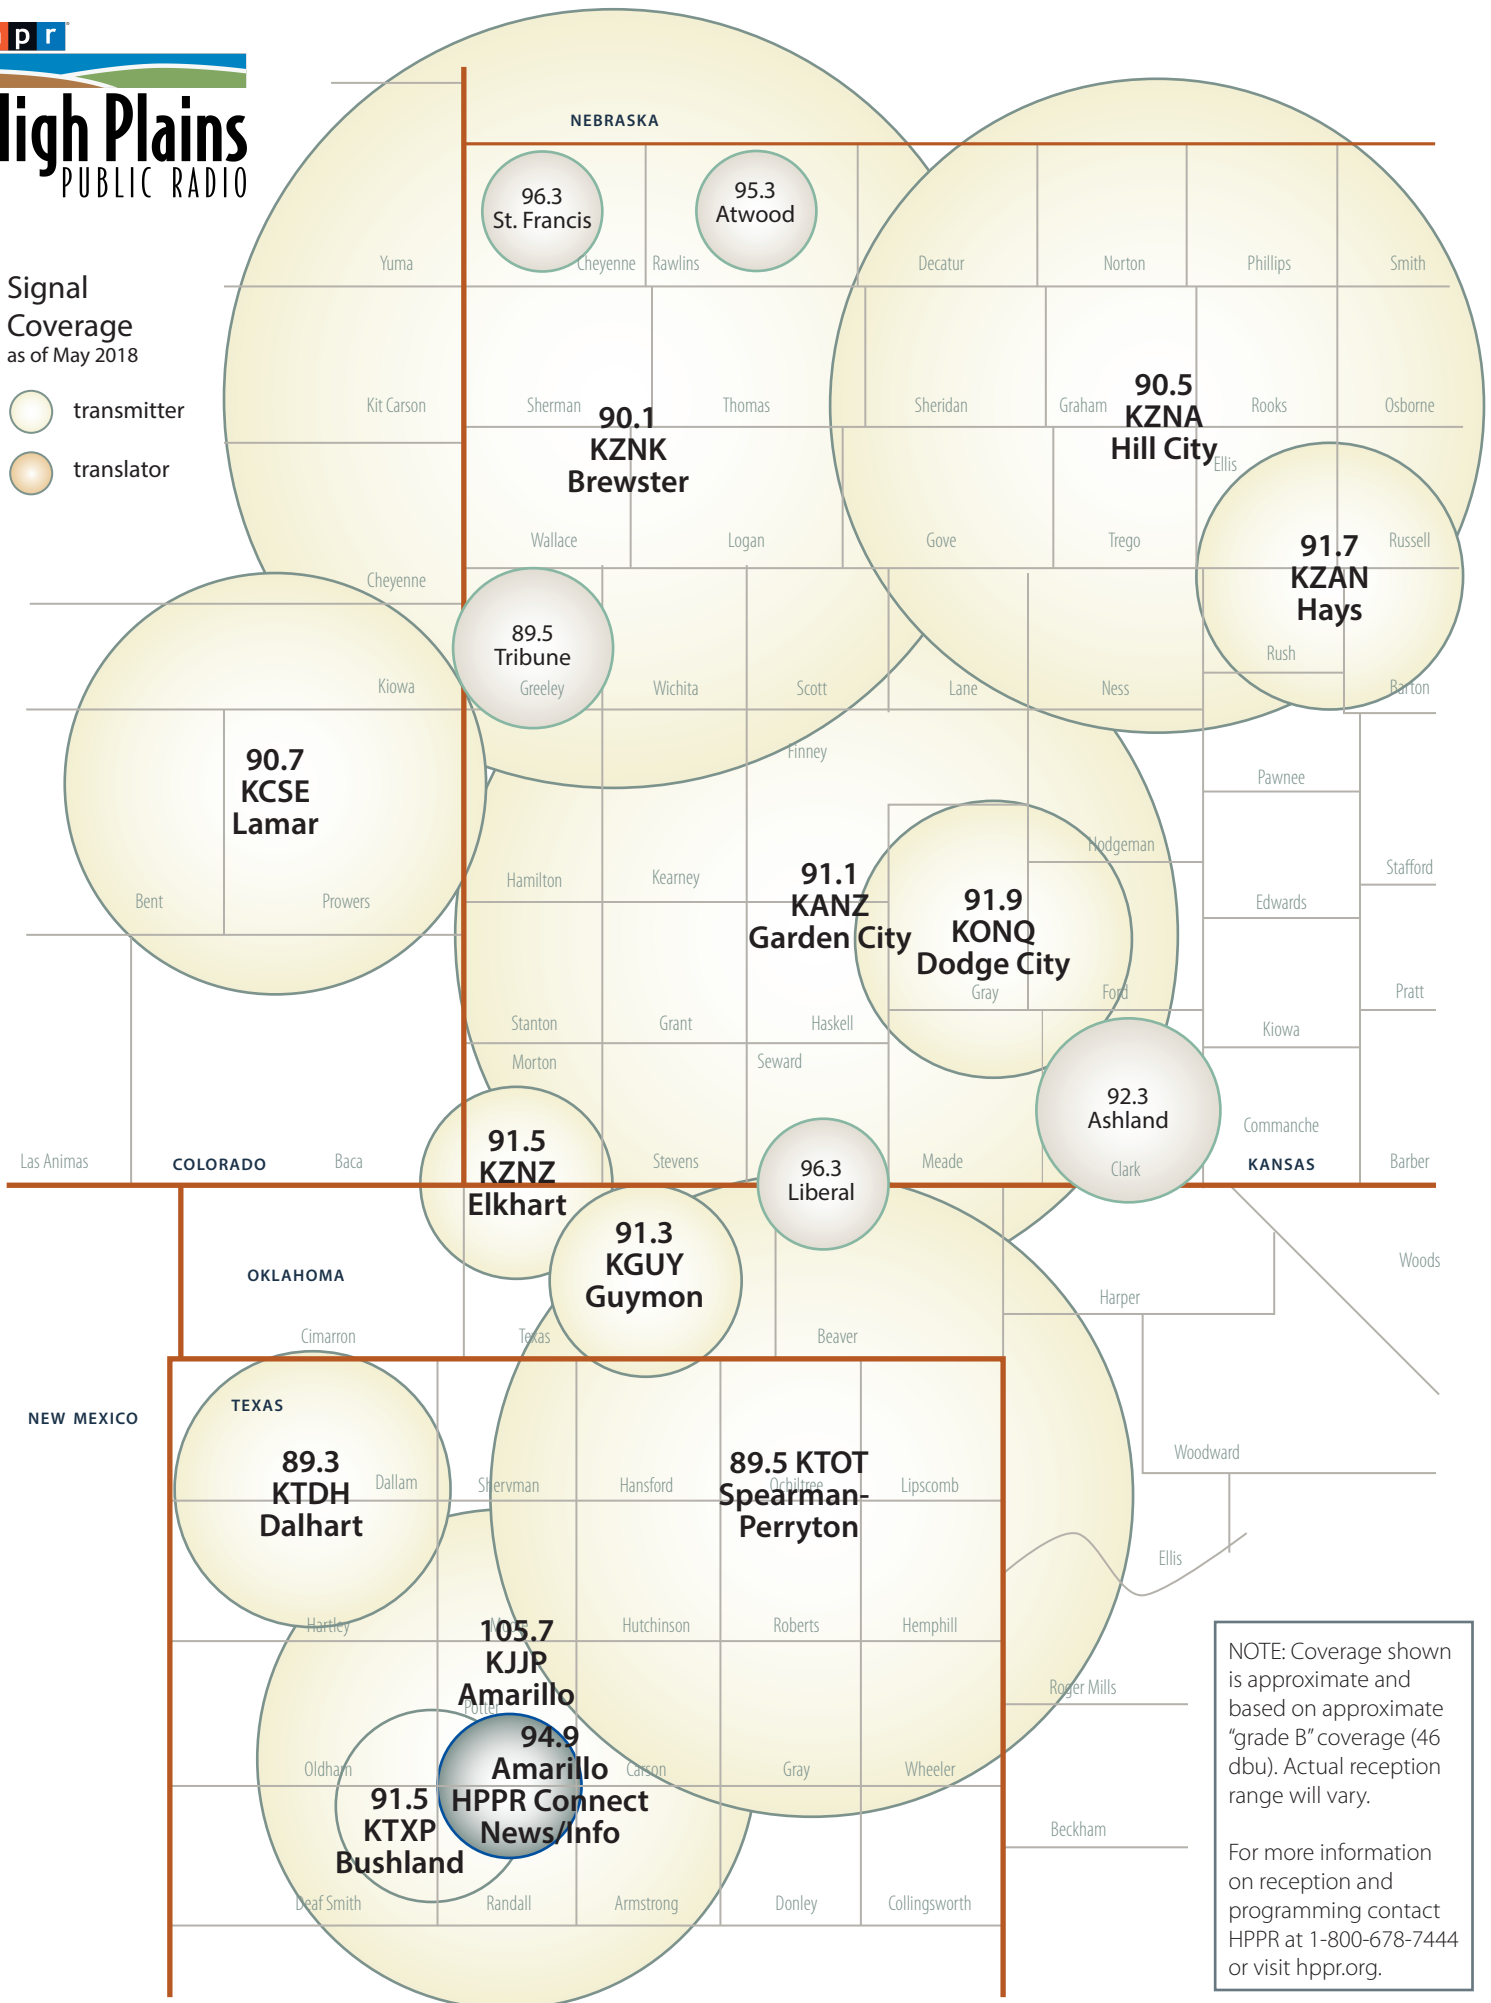 p r
High Plains
PUBLIC RADIO
Signal
Coverage
as of May 2018
transmitter
translator
NEBRASKA
96.3
St. Francis
95.3
Atwood
Yuma
Cheyenne
Rawlins
Decatur
Norton
Phillips
Smith
Kit Carson
Sherman
Thomas
Sheridan
Graham
Rooks
Osborne
90.1
KZNK
Brewster
90.5
KZNA
Hill City
Ellis
Wallace
Logan
Gove
Trego
Russell
91.7
KZAN
Hays
Cheyenne
89.5
Tribune
Rush
Kiowa
Greeley
Wichita
Scott
Lane
Ness
Barton
90.7
KCSE
Lamar
Finney
Pawnee
Hodgeman
Stafford
Bent
Prowers
Hamilton
Kearney
91.1
KANZ
Garden City
91.9
KONQ
Dodge City
Edwards
Gray
Ford
Pratt
Stanton
Grant
Haskell
Kiowa
Morton
Seward
92.3
Ashland
Commanche
Las Animas
COLORADO
Baca
91.5
KZNZ
Elkhart
Stevens
96.3
Liberal
Meade
Clark
KANSAS
Barber
91.3
KGUY
Guymon
OKLAHOMA
Woods
Harper
Cimarron
Texas
Beaver
NEW MEXICO
TEXAS
89.3
KTDH
Dalhart
Dallam
Shervman
Hansford
Ochiltree
Lipscomb
89.5 KTOT
Spearman-
Perryton
Woodward
Ellis
Hartley
Hutchinson
Roberts
Hemphill
105.7
KJJP
Amarillo
Potter
Roger Mills
94.9
Amarillo
HPPR Connect
News/Info
Oldham
Carson
Gray
Wheeler
91.5
KTXP
Bushland
Beckham
Deaf Smith
Randall
Armstrong
Donley
Collingsworth
NOTE: Coverage shown
is approximate and
based on approximate
“grade B” coverage (46
dbu). Actual reception
range will vary.
For more information
on reception and
programming contact
HPPR at 1-800-678-7444
or visit hppr.org.